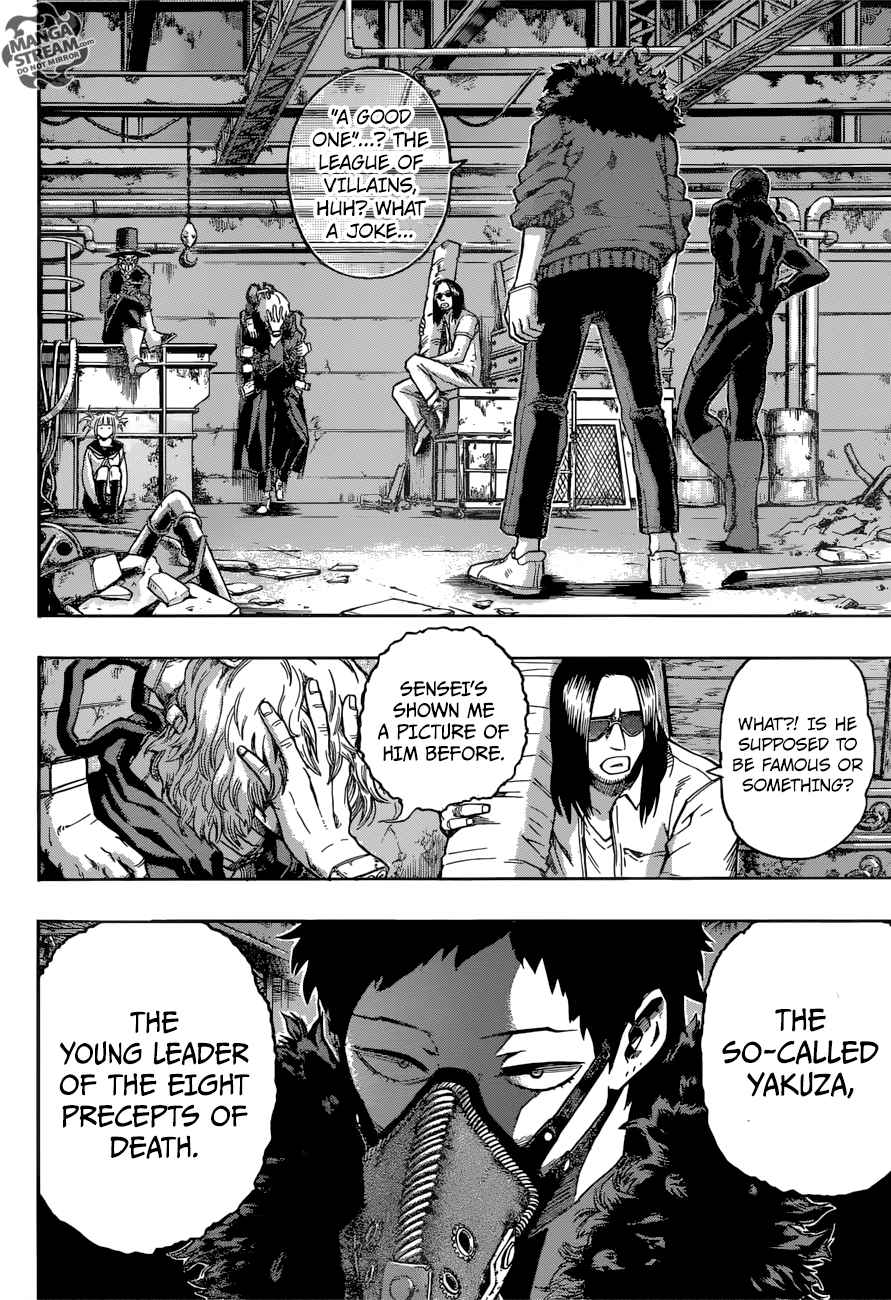 MANGA
STREAM.COM
DO NOT MIRROR
"A GOOD
ONE"...? THE
LEAGUE OF
VILLAINS,
HUH? WHAT
A JOKE...
WHAT?! IS HE
SUPPOSED TO
BE FAMOUS OR
SOMETHING?
SENSEI'S
SHOWN ME
A PICTURE OF
HIM BEFORE.
THE
SO-CALLED
YAKUZA,
THE
YOUNG LEADER
OF THE EIGHT
PRECEPTS OF
DEATH.